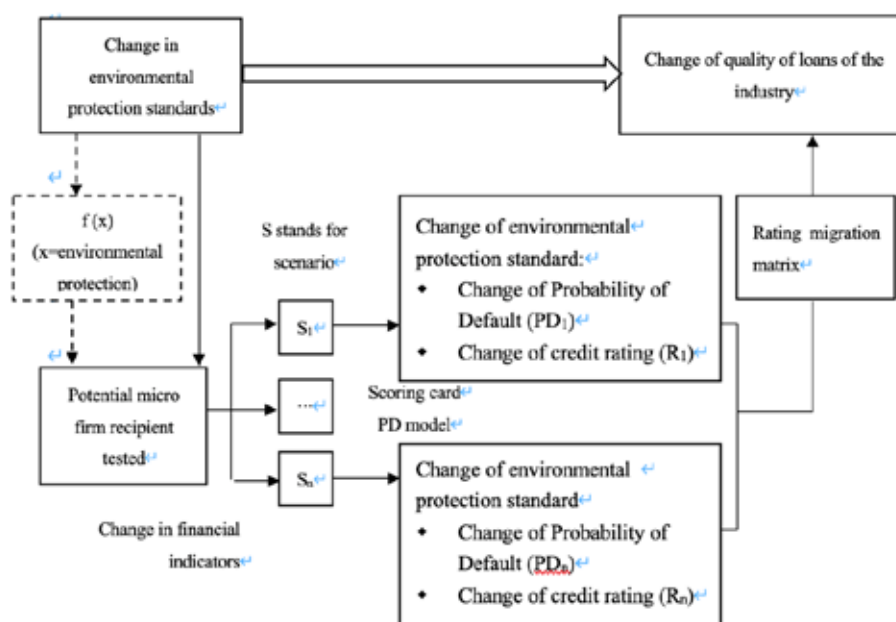 Change in
environmental
protection standards
Change of quality of loans of the
industry
f (x)
(x=environmental
protection)
S stands for
scenario
Change of environmental
protection standard:
◆ Change of Probability of
Default (PD₁)
◆ Change of credit rating (R₁)
Rating migration
matrix
S₁
Potential micro
firm recipient
tested
...
Scoring card
PD model
Sₙ
Change of environmental
protection standard
◆ Change of Probability of
Default (PDₙ)
◆ Change of credit rating (Rₙ)
Change in financial
indicators